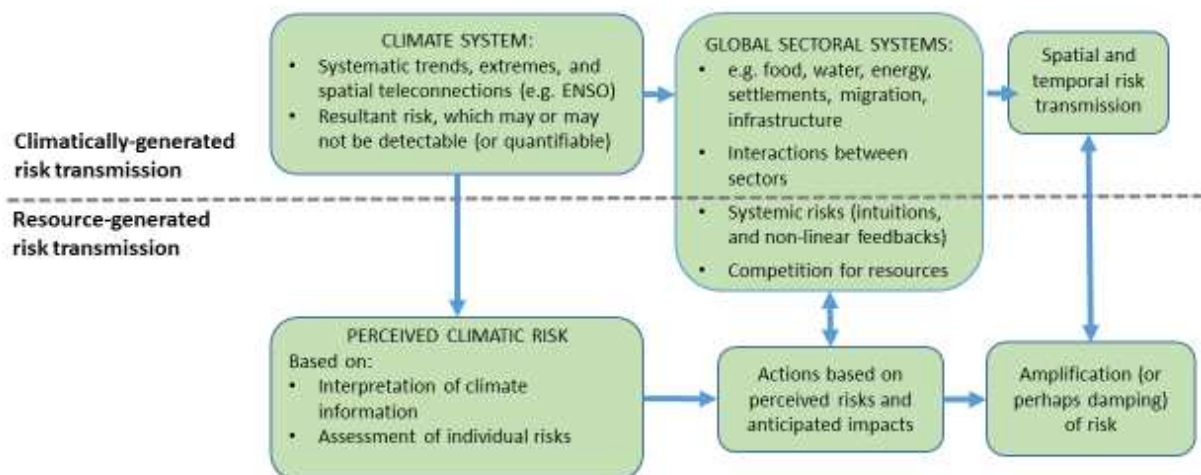 CLIMATE SYSTEM:
• Systematic trends, extremes, and
spatial teleconnections (e.g. ENSO)
• Resultant risk, which may or may
not be detectable (or quantifiable)
GLOBAL SECTORAL SYSTEMS:
• e.g. food, water, energy,
settlements, migration,
infrastructure
• Interactions between
sectors
• Systemic risks (intuitions,
and non-linear feedbacks)
• Competition for resources
Spatial and
temporal risk
transmission
Climatically-generated
risk transmission
Resource-generated
risk transmission
PERCEIVED CLIMATIC RISK
Based on:
• Interpretation of climate
information
• Assessment of individual risks
Actions based on
perceived risks and
anticipated impacts
Amplification (or
perhaps damping)
of risk